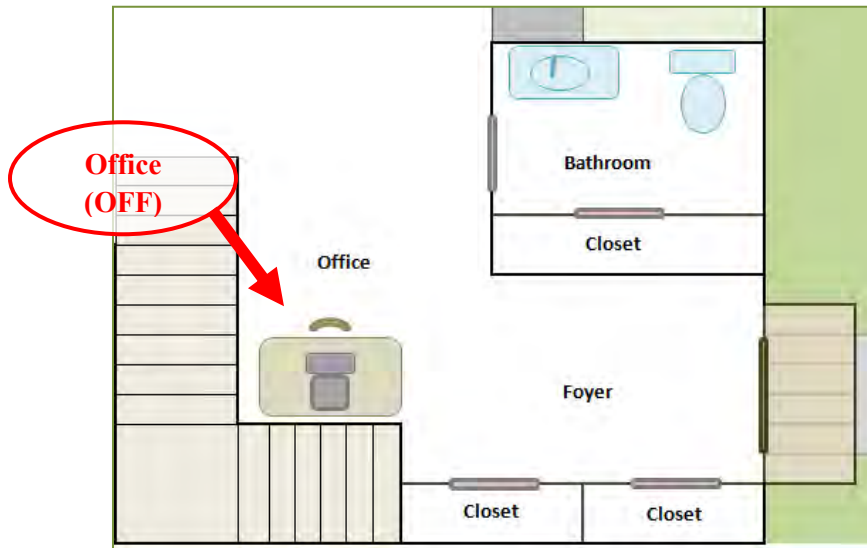 Office
(OFF)
Bathroom
Closet
Office
Foyer
Closet
Closet